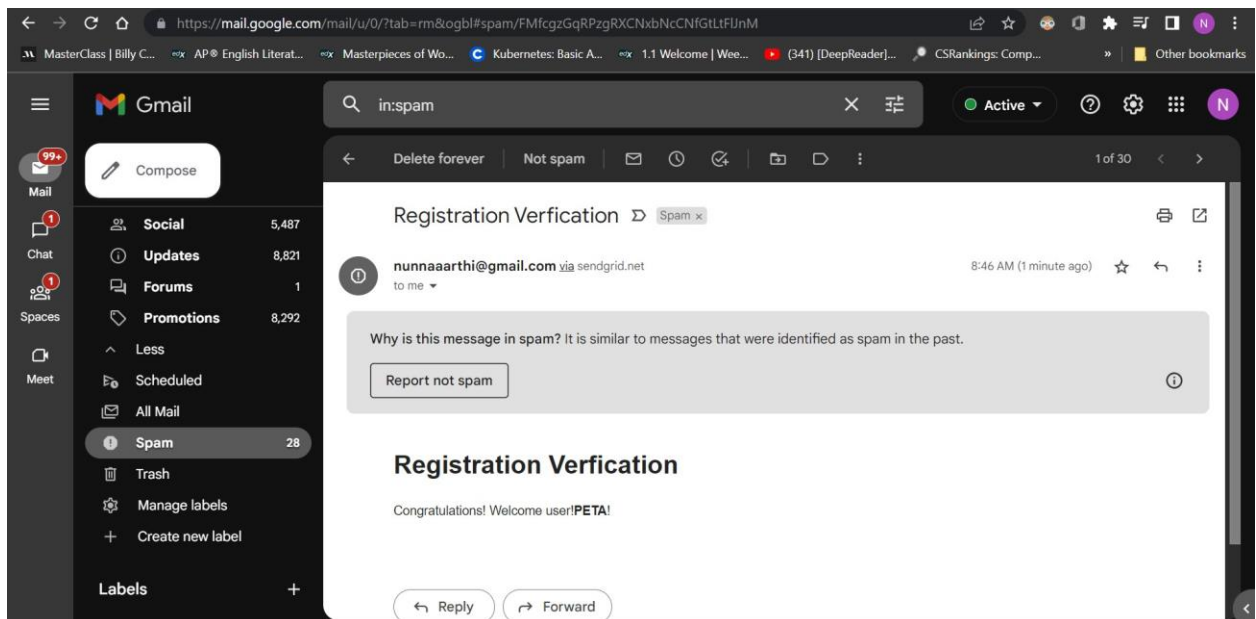 https://mail.google.com/mail/u/0/?tab=rm&ogbl#spam/FMfcgzGqRPzgRXCNxbNcCNfGtLtFlJnM
N
MasterClass | Billy C...
AP® English Literat...
Masterpieces of Wo...
Kubernetes: Basic A...
1.1 Welcome | Wee...
(341) [DeepReader]...
CSRankings: Comp...
»
Other bookmarks
Gmail
in:spam
Active
N
99+
Mail
1
Chat
1
Spaces
Meet
Compose
Social 5,487
Updates 8,821
Forums 1
Promotions 8,292
Less
Scheduled
All Mail
Spam 28
Trash
Manage labels
Create new label
Labels +
Delete forever
Not spam
1 of 30
Registration Verfication
Spam x
nunnaaarthi@gmail.com via sendgrid.net
8:46 AM (1 minute ago)
to me
Why is this message in spam? It is similar to messages that were identified as spam in the past.
Report not spam
Registration Verfication
Congratulations! Welcome user!PETA!
Reply
Forward